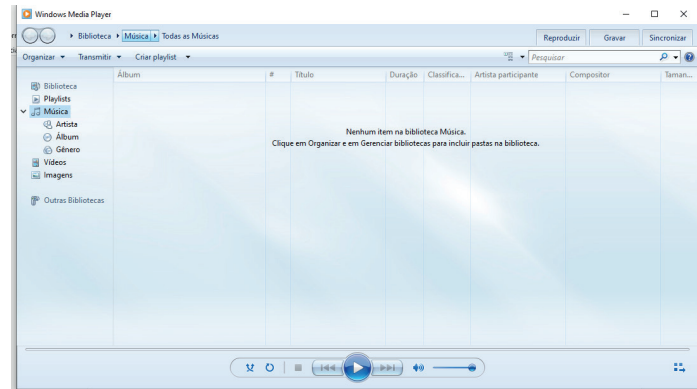 Windows Media Player
Biblioteca Música Todas as Músicas
Reproduzir Gravar Sincronizar
Organizar Transmitir Criar playlist Pesquisar
Álbum # Título Duração Classifica... Artista participante Compositor Taman...
Biblioteca
Playlists
Música
Artista
Álbum
Gênero
Vídeos
Imagens
Outras Bibliotecas
Nenhum item na biblioteca Música.
Clique em Organizar e em Gerenciar bibliotecas para incluir pastas na biblioteca.